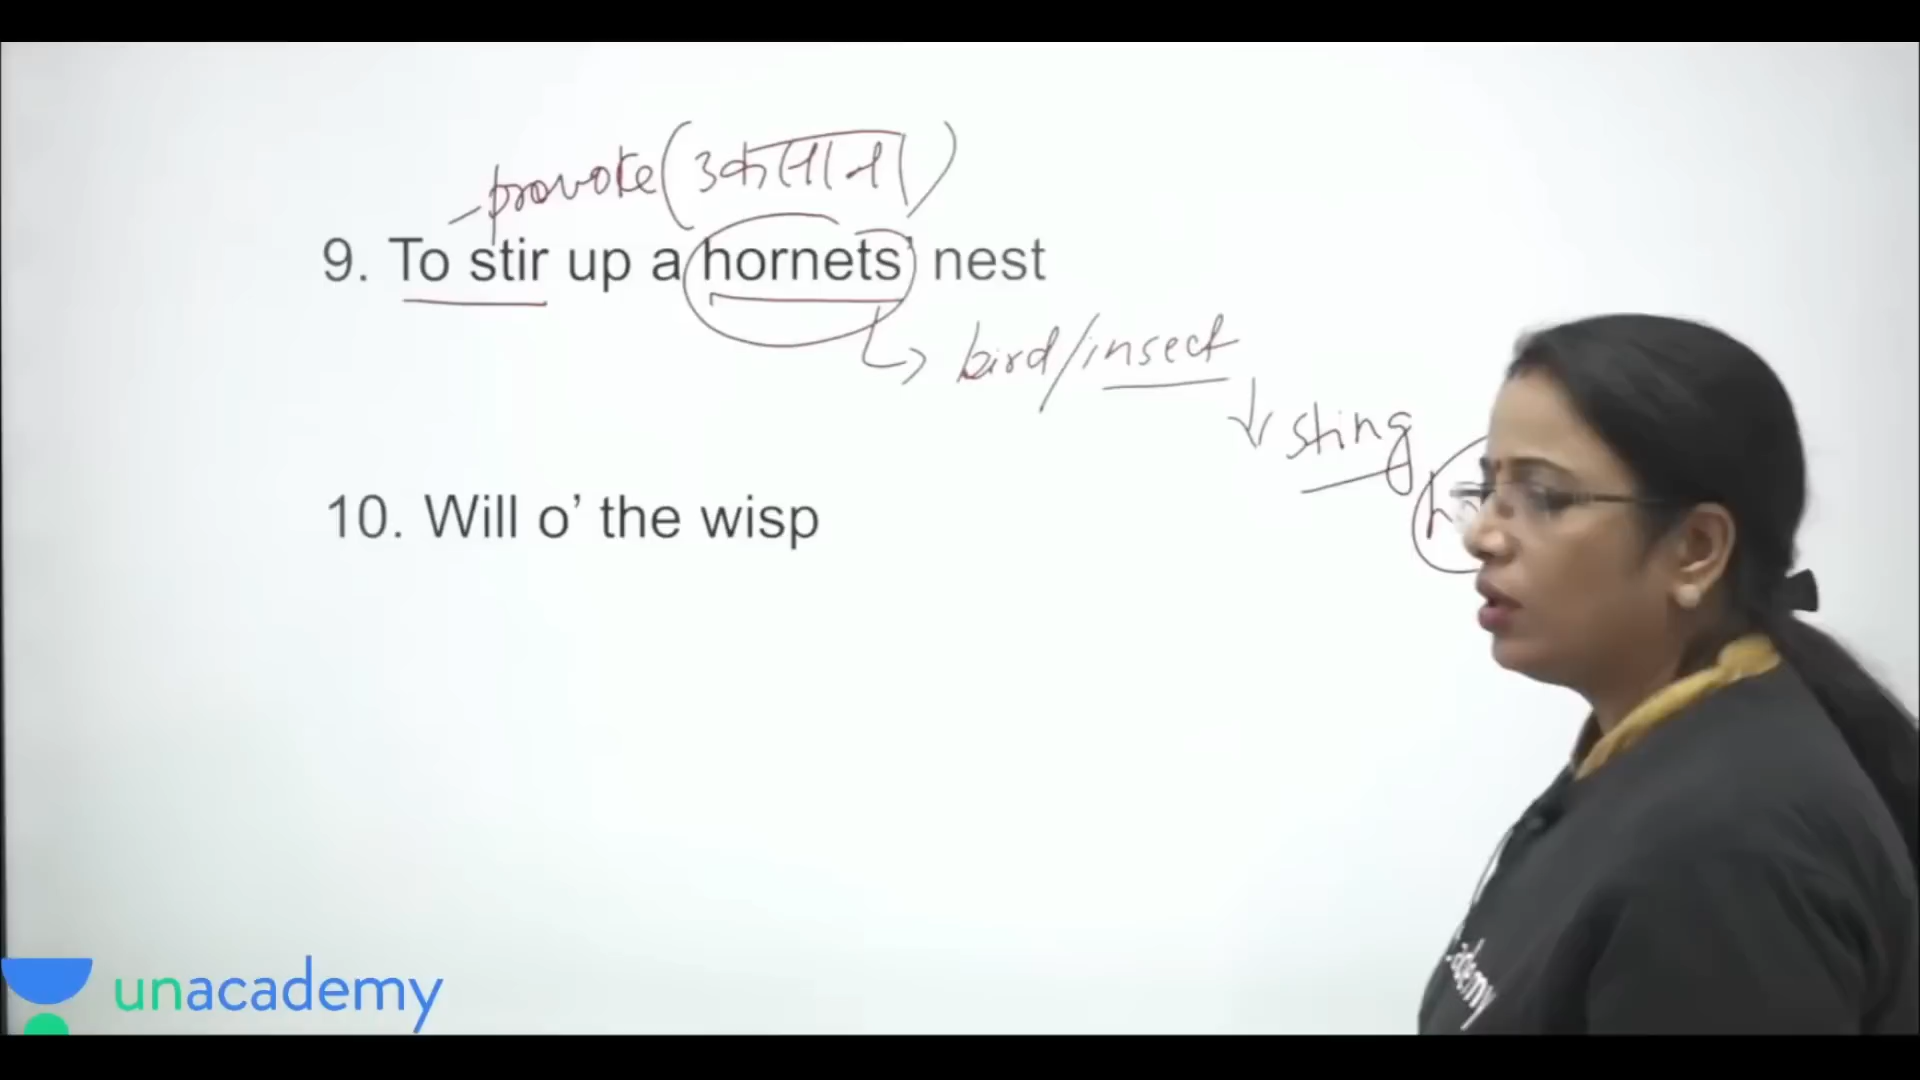 provoke (उकसाना)
9. To stir up a hornets' nest
bird/insect
sting
10. Will o’ the wisp
unacademy